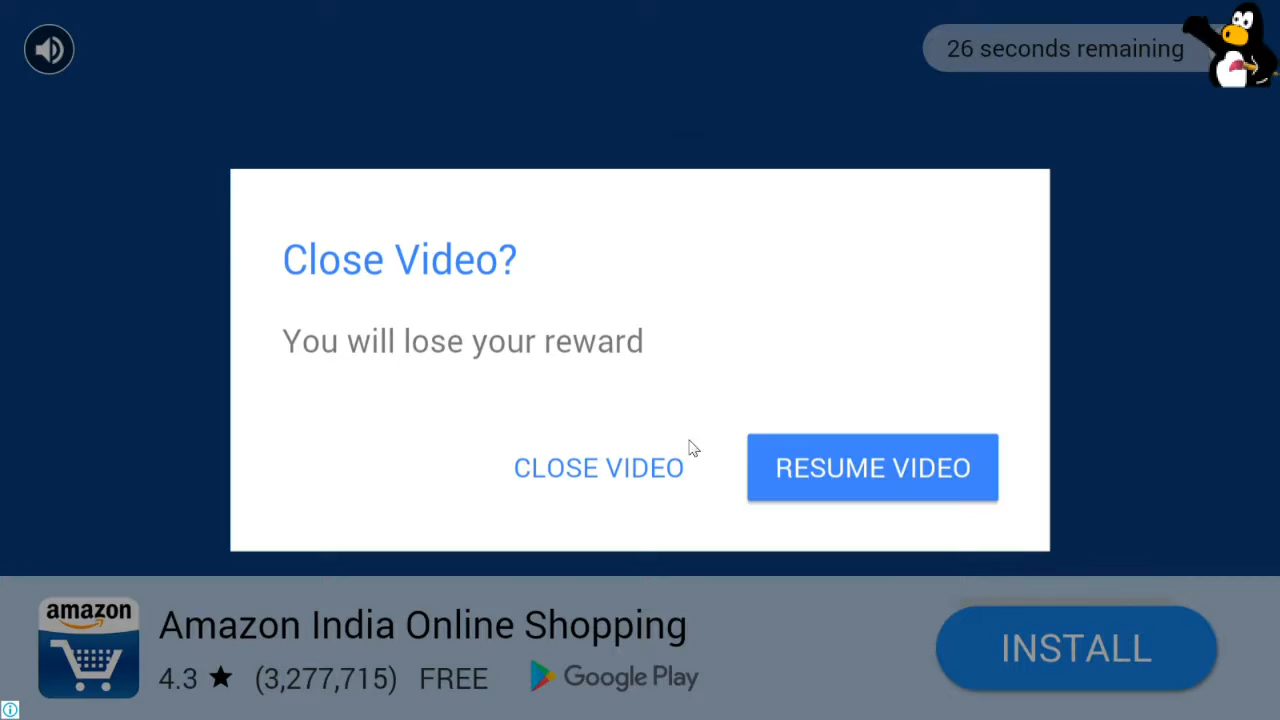 26 seconds remaining
Close Video?
You will lose your reward
CLOSE VIDEO
RESUME VIDEO
amazon
Amazon India Online Shopping
4.3 ★ (3,277,715) FREE Google Play
INSTALL